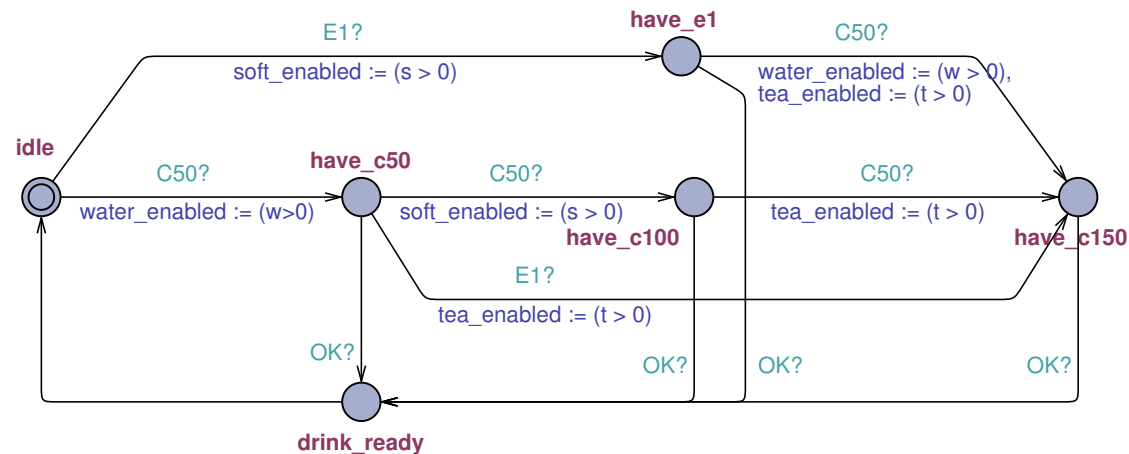 have_e1
E1?
C50?
soft_enabled := (s > 0)
water_enabled := (w > 0),
tea_enabled := (t > 0)
idle
have_c50
C50?
C50?
C50?
water_enabled := (w>0)
soft_enabled := (s > 0)
tea_enabled := (t > 0)
have_c100
have_c150
E1?
tea_enabled := (t > 0)
OK?
OK?
OK?
OK?
drink_ready